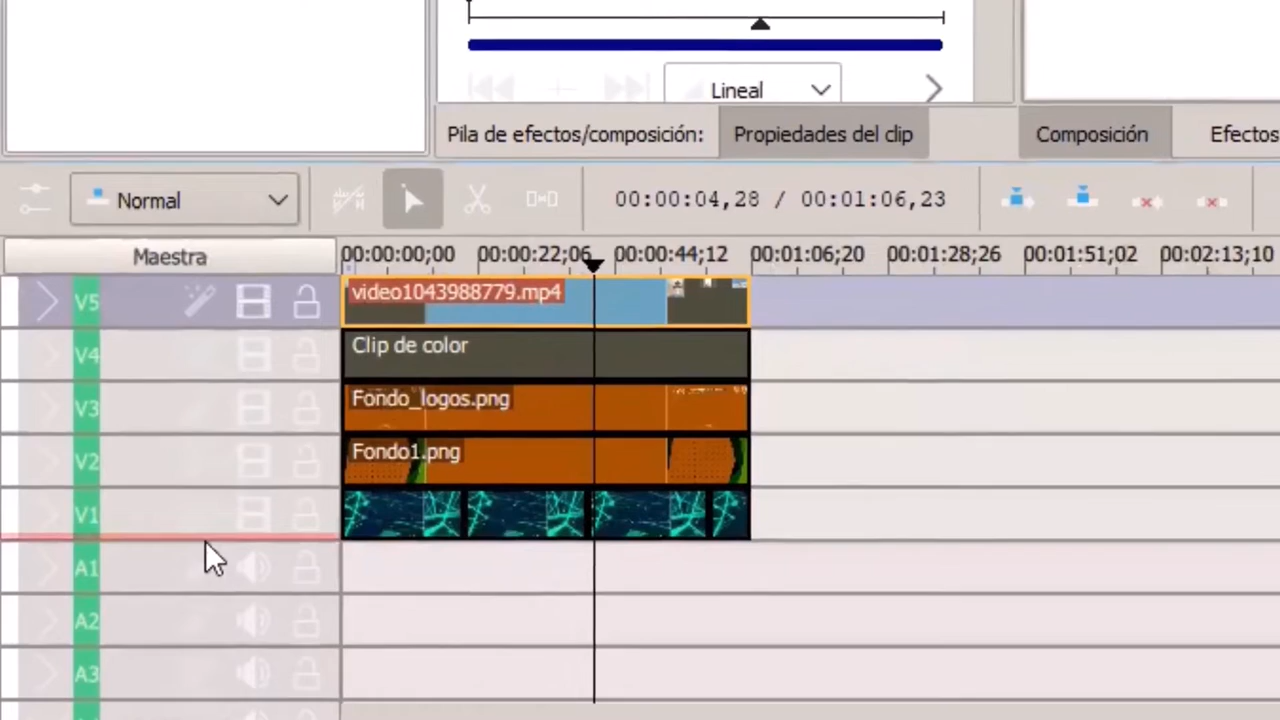 Lineal
Pila de efectos/composición: Propiedades del clip Composición Efectos
Normal 00:00:04,28 / 00:01:06,23
Maestra 00:00:00;00 00:00:22;06 00:00:44;12 00:01:06;20 00:01:28;26 00:01:51;02 00:02:13;10
V5 video1043988779.mp4
V4 Clip de color
V3 Fondo_logos.png
V2 Fondo1.png
V1
A1
A2
A3